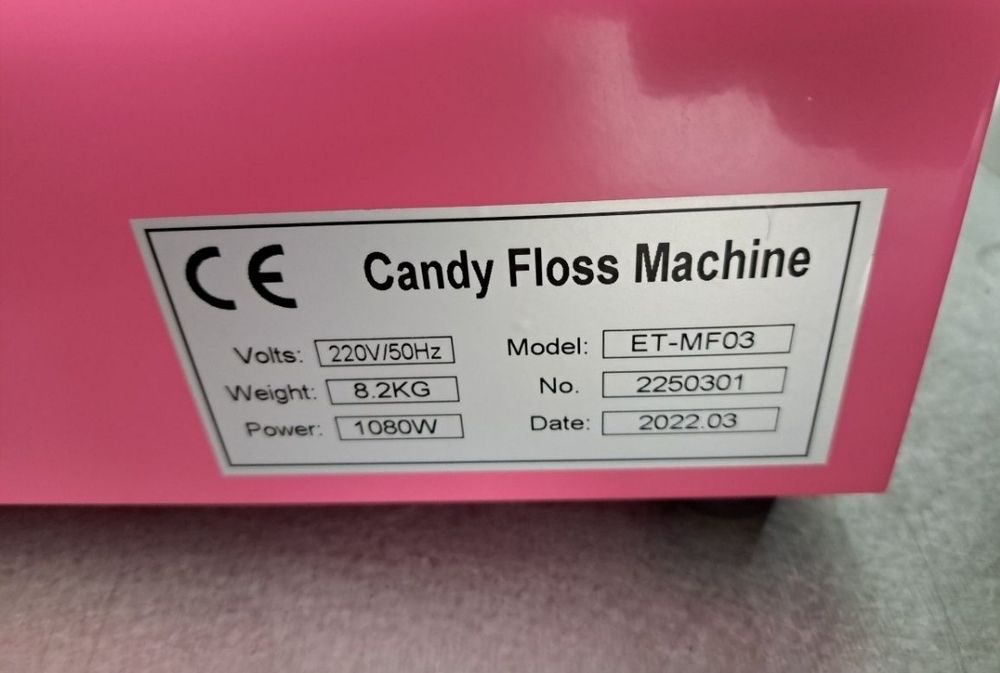 CE Candy Floss Machine
Volts: 220V/50Hz Model: ET-MF03
Weight: 8.2KG No. 2250301
Power: 1080W Date: 2022.03